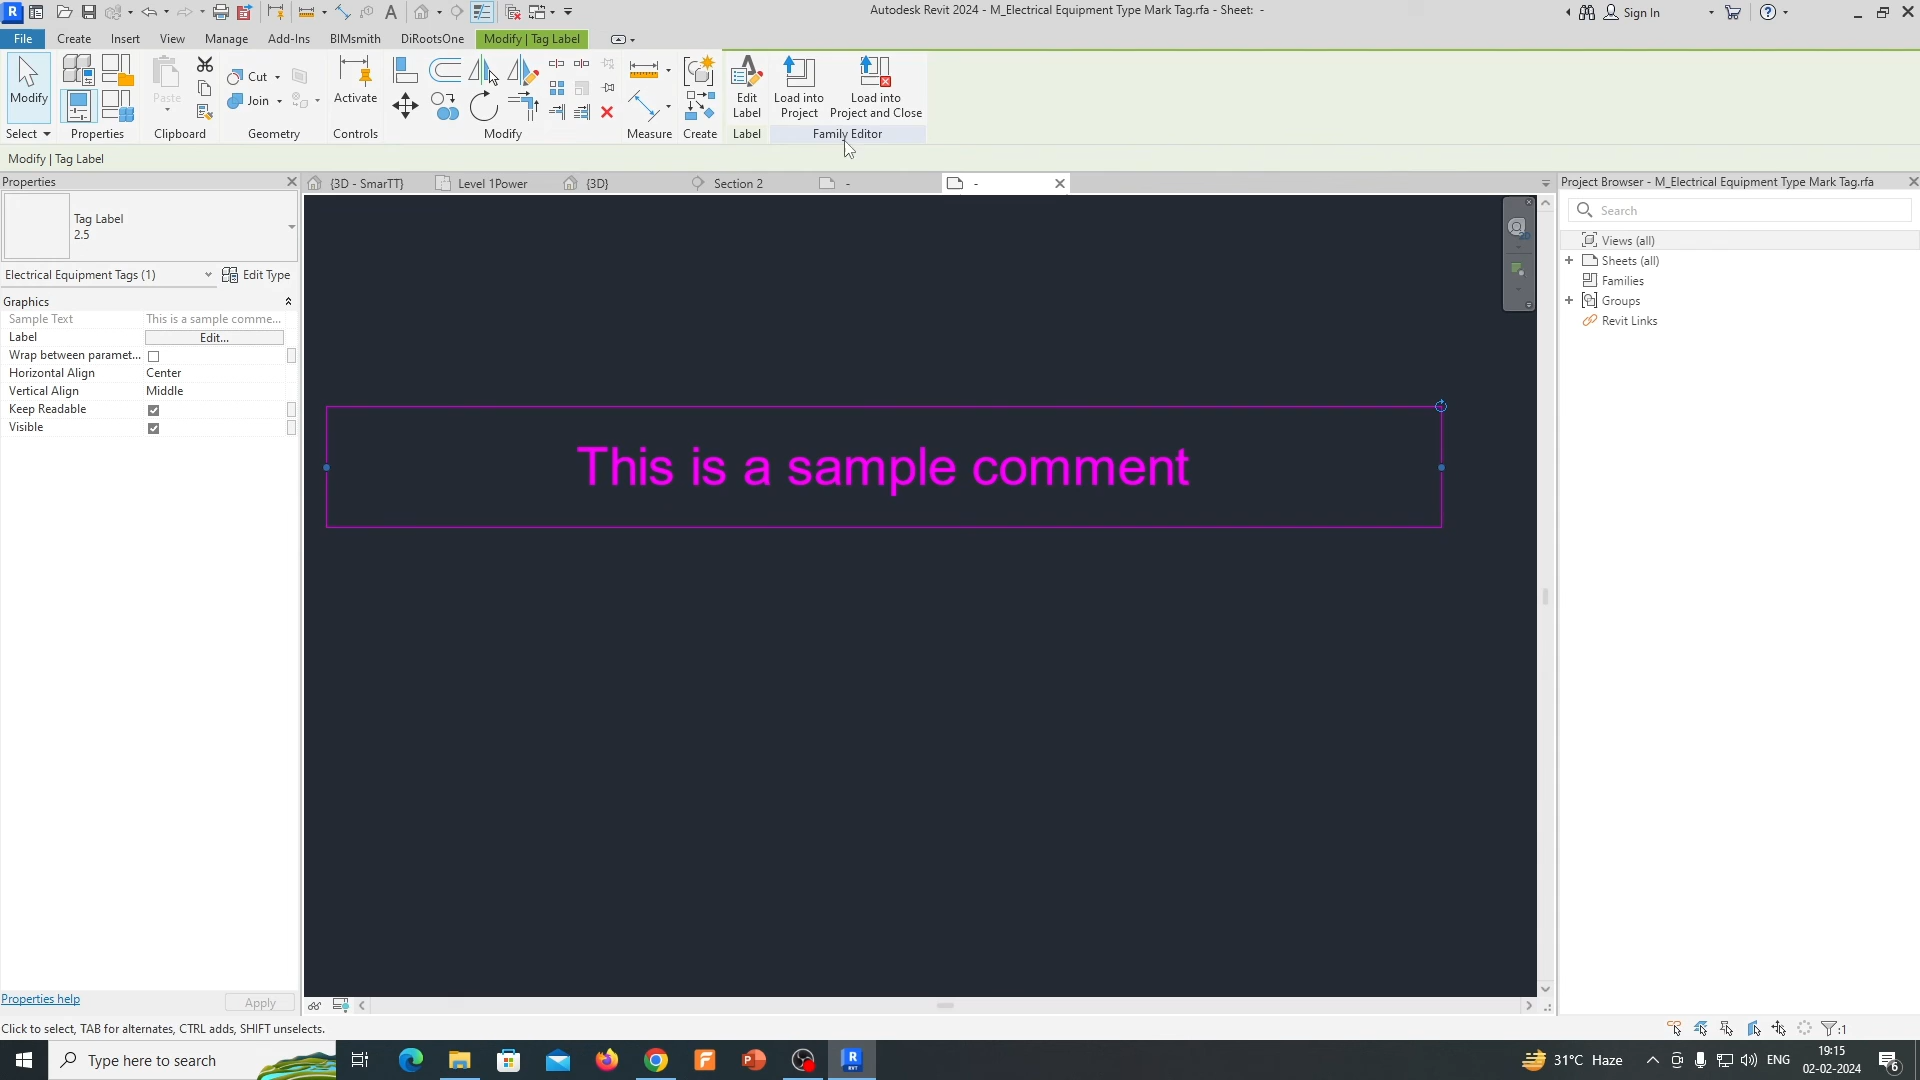 Autodesk Revit 2024 - M_Electrical Equipment Type Mark Tag.rfa - Sheet: -
Sign In
File Create Insert View Manage Add-Ins BIMsmith DiRootsOne Modify | Tag Label
Modify
Paste
Cut
Join
Activate
Edit Label
Load into Project
Load into Project and Close
Select Properties Clipboard Geometry Controls Modify Measure Create Label Family Editor
Modify | Tag Label
Properties
{3D - SmarTT} Level 1Power {3D} Section 2 - -
Project Browser - M_Electrical Equipment Type Mark Tag.rfa
Tag Label
2.5
Search
Electrical Equipment Tags (1)
Edit Type
Views (all)
Sheets (all)
Families
Groups
Revit Links
Graphics
Sample Text This is a sample comme...
Label Edit...
Wrap between paramet...
Horizontal Align Center
Vertical Align Middle
Keep Readable
Visible
This is a sample comment
Properties help
Apply
Click to select, TAB for alternates, CTRL adds, SHIFT unselects.
:1
Type here to search
31°C Haze
ENG
19:15
02-02-2024
6